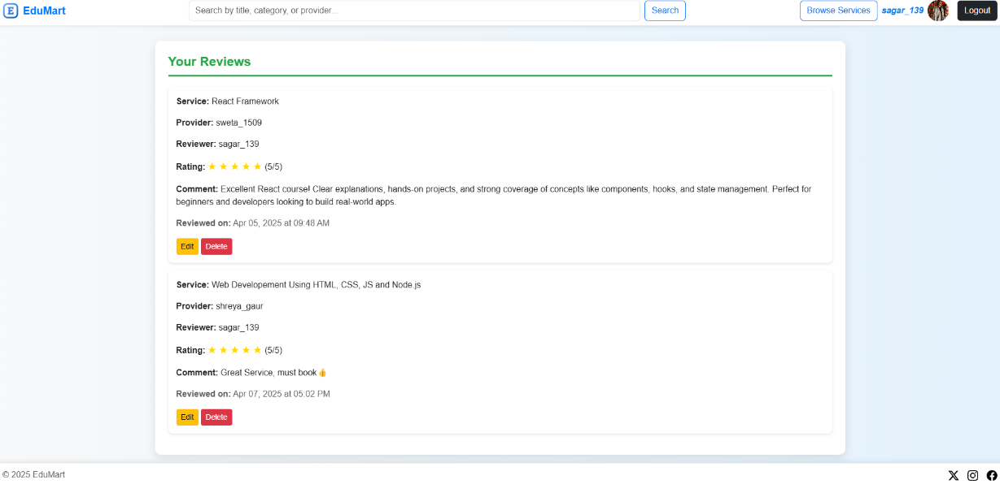 E EduMart Search by title, category, or provider... Search Browse Services sagar_139 Logout
Your Reviews
Service: React Framework
Provider: sweta_1509
Reviewer: sagar_139
Rating: ★ ★ ★ ★ ★ (5/5)
Comment: Excellent React course! Clear explanations, hands-on projects, and strong coverage of concepts like components, hooks, and state management. Perfect for
beginners and developers looking to build real-world apps.
Reviewed on: Apr 05, 2025 at 09:48 AM
Edit Delete
Service: Web Developement Using HTML, CSS, JS and Node.js
Provider: shreya_gaur
Reviewer: sagar_139
Rating: ★ ★ ★ ★ ★ (5/5)
Comment: Great Service, must book👍
Reviewed on: Apr 07, 2025 at 05:02 PM
Edit Delete
© 2025 EduMart